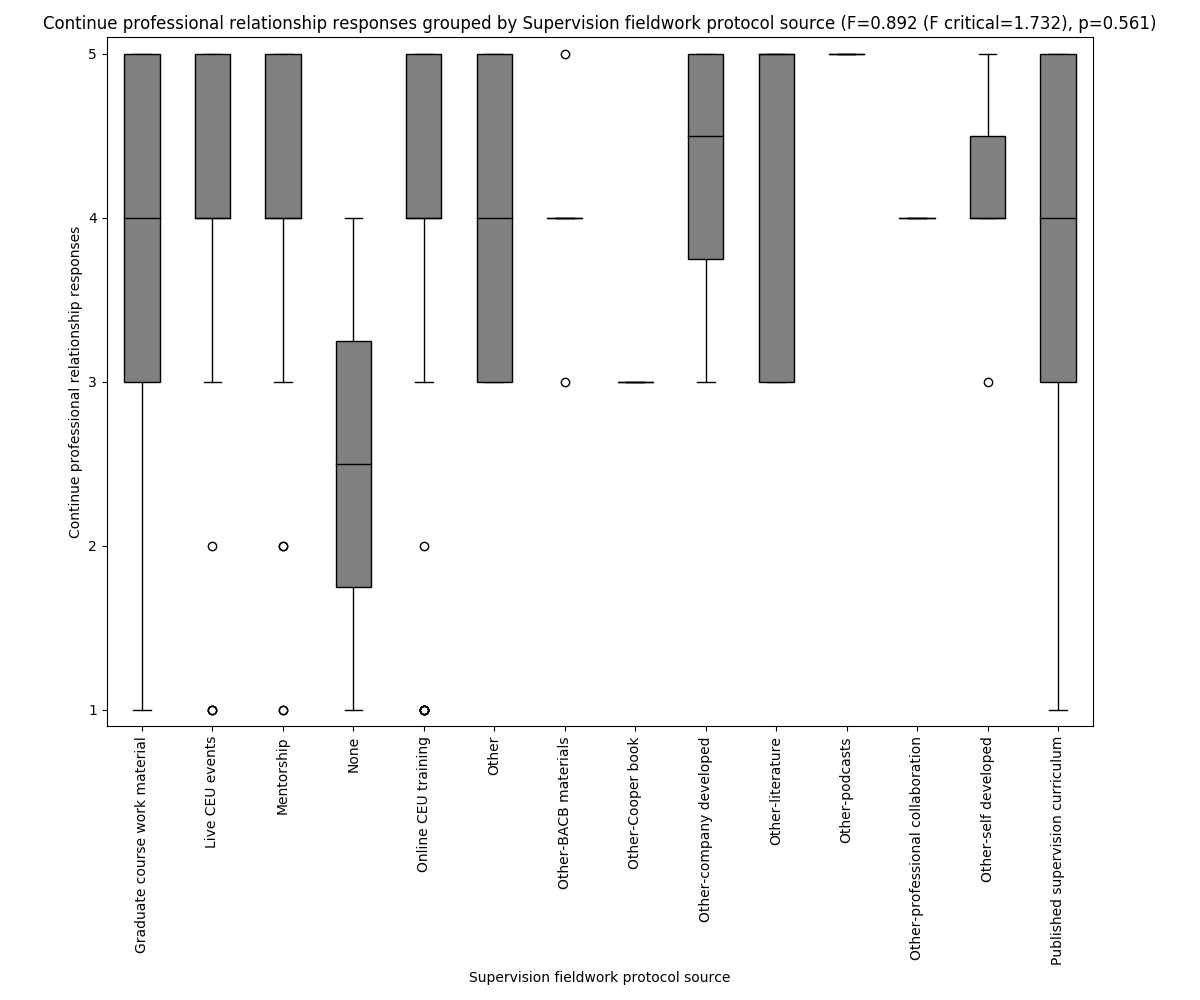 Continue professional relationship responses grouped by Supervision fieldwork protocol source (F=0.892 (F critical=1.732), p=0.561)
Continue professional relationship responses
5
4
3
2
1
Graduate course work material
Live CEU events
Mentorship
None
Online CEU training
Other
Other-BACB materials
Other-Cooper book
Other-company developed
Other-literature
Other-podcasts
Other-professional collaboration
Other-self developed
Published supervision curriculum
Supervision fieldwork protocol source